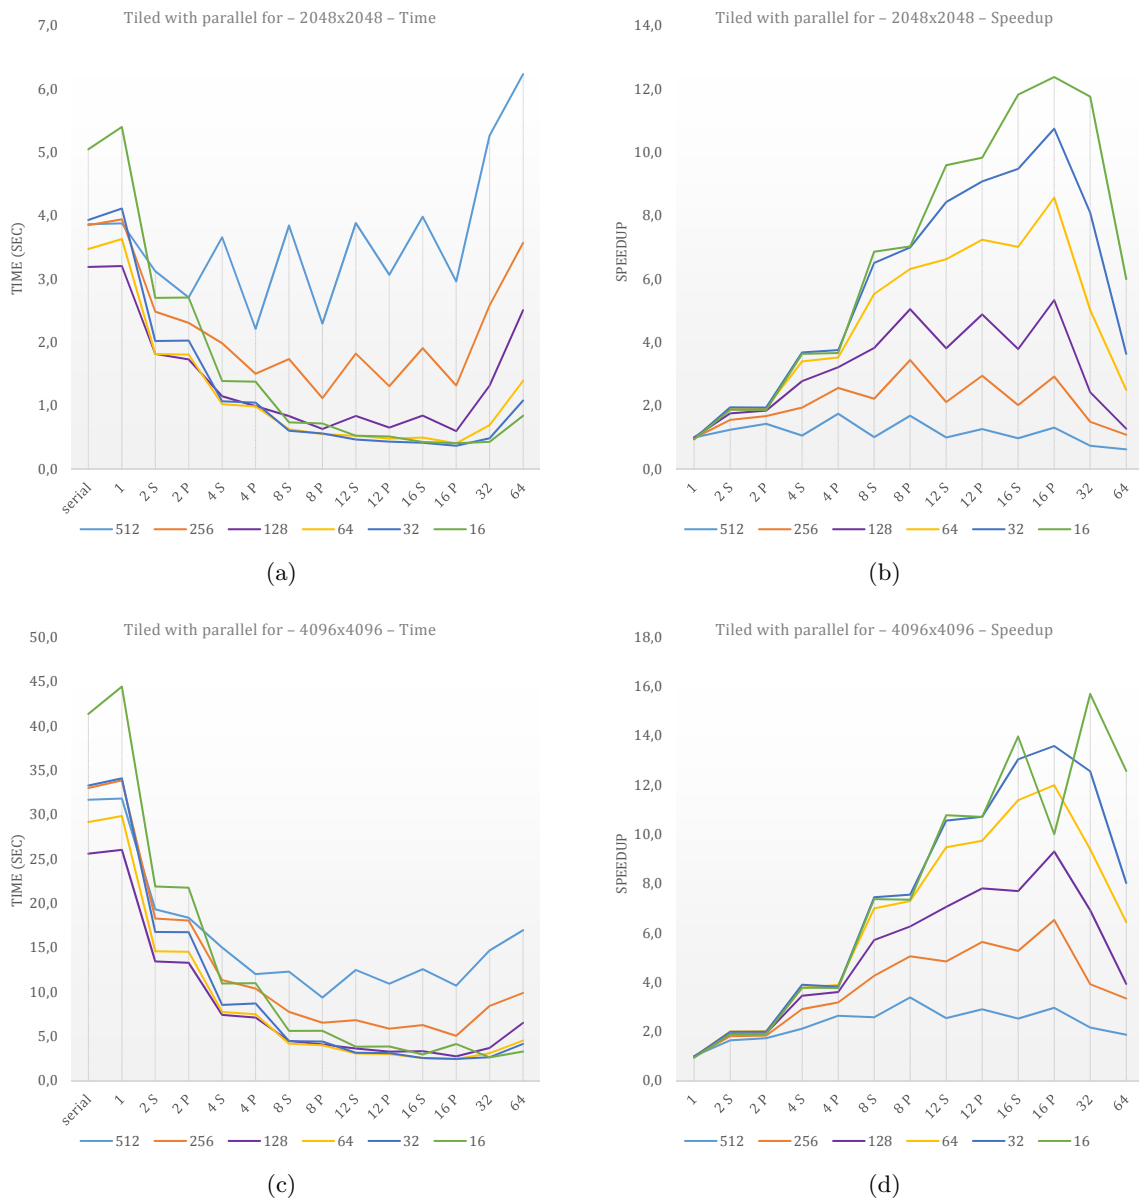 Tiled with parallel for – 2048x2048 – Time
7,0
6,0
5,0
4,0
3,0
2,0
1,0
0,0
TIME (SEC)
serial 1 2 S 2 P 4 S 4 P 8 S 8 P 12 S 12 P 16 S 16 P 32 64
512 256 128 64 32 16
(a)
Tiled with parallel for – 2048x2048 – Speedup
14,0
12,0
10,0
8,0
6,0
4,0
2,0
0,0
SPEEDUP
1 2 S 2 P 4 S 4 P 8 S 8 P 12 S 12 P 16 S 16 P 32 64
512 256 128 64 32 16
(b)
Tiled with parallel for – 4096x4096 – Time
50,0
45,0
40,0
35,0
30,0
25,0
20,0
15,0
10,0
5,0
0,0
TIME (SEC)
serial 1 2 S 2 P 4 S 4 P 8 S 8 P 12 S 12 P 16 S 16 P 32 64
512 256 128 64 32 16
(c)
Tiled with parallel for – 4096x4096 – Speedup
18,0
16,0
14,0
12,0
10,0
8,0
6,0
4,0
2,0
0,0
SPEEDUP
1 2 S 2 P 4 S 4 P 8 S 8 P 12 S 12 P 16 S 16 P 32 64
512 256 128 64 32 16
(d)